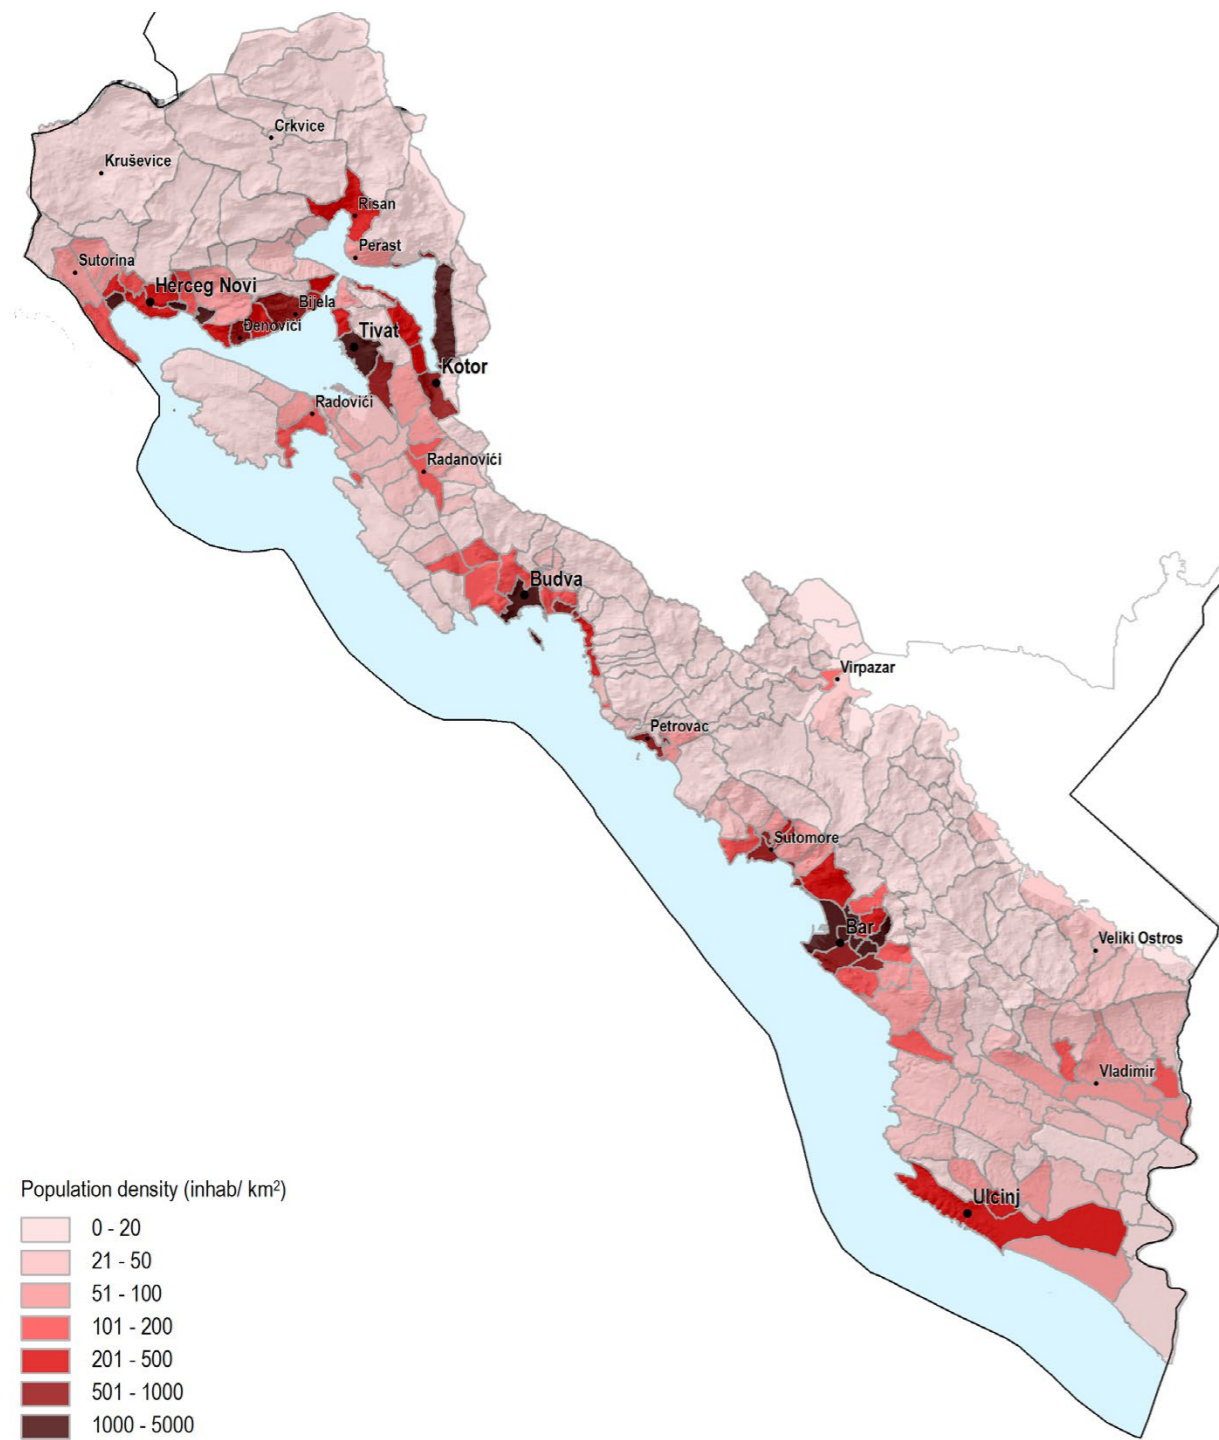 Crkvice
Kruševice
Risan
Perast
Sutorina
Herceg Novi
Bijela
Đenovići
Tivat
Kotor
Radovići
Radanovići
Budva
Virpazar
Petrovac
Sutomore
Bar
Veliki Ostros
Vladimir
Ulcinj
Population density (inhab/ km²)
0 - 20
21 - 50
51 - 100
101 - 200
201 - 500
501 - 1000
1000 - 5000